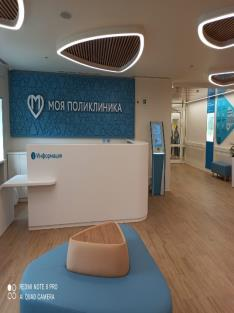 МОЯ ПОЛИКЛИНИКА
i Информация
REDMI NOTE 8 PRO
AI QUAD CAMERA